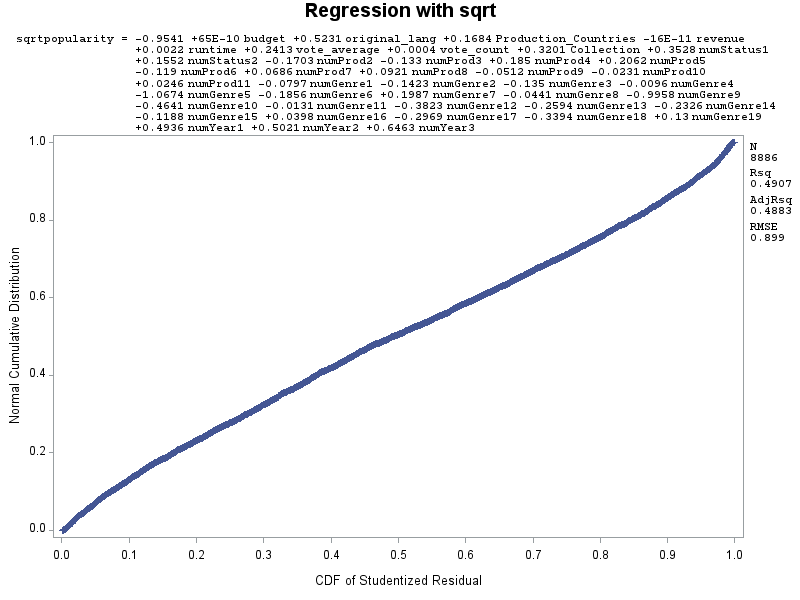 Regression with sqrt
sqrtpopularity = -0.9541 +65E-10 budget +0.5231 original_lang +0.1684 Production_Countries -16E-11 revenue
+0.0022 runtime +0.2413 vote_average +0.0004 vote_count +0.3201 Collection +0.3528 numStatus1
+0.1552 numStatus2 -0.1703 numProd2 -0.133 numProd3 +0.185 numProd4 +0.2062 numProd5
-0.119 numProd6 +0.0686 numProd7 +0.0921 numProd8 -0.0512 numProd9 -0.0231 numProd10
+0.0246 numProd11 -0.0797 numGenre1 -0.1423 numGenre2 -0.135 numGenre3 -0.0096 numGenre4
-1.0674 numGenre5 -0.1856 numGenre6 +0.1987 numGenre7 -0.0441 numGenre8 -0.9958 numGenre9
-0.4641 numGenre10 -0.0131 numGenre11 -0.3823 numGenre12 -0.2594 numGenre13 -0.2326 numGenre14
-0.1188 numGenre15 +0.0398 numGenre16 -0.2969 numGenre17 -0.3394 numGenre18 +0.13 numGenre19
+0.4936 numYear1 +0.5021 numYear2 +0.6463 numYear3
1.0
0.8
0.6
0.4
0.2
0.0
Normal Cumulative Distribution
N
8886
Rsq
0.4907
AdjRsq
0.4883
RMSE
0.899
0.0 0.1 0.2 0.3 0.4 0.5 0.6 0.7 0.8 0.9 1.0
CDF of Studentized Residual